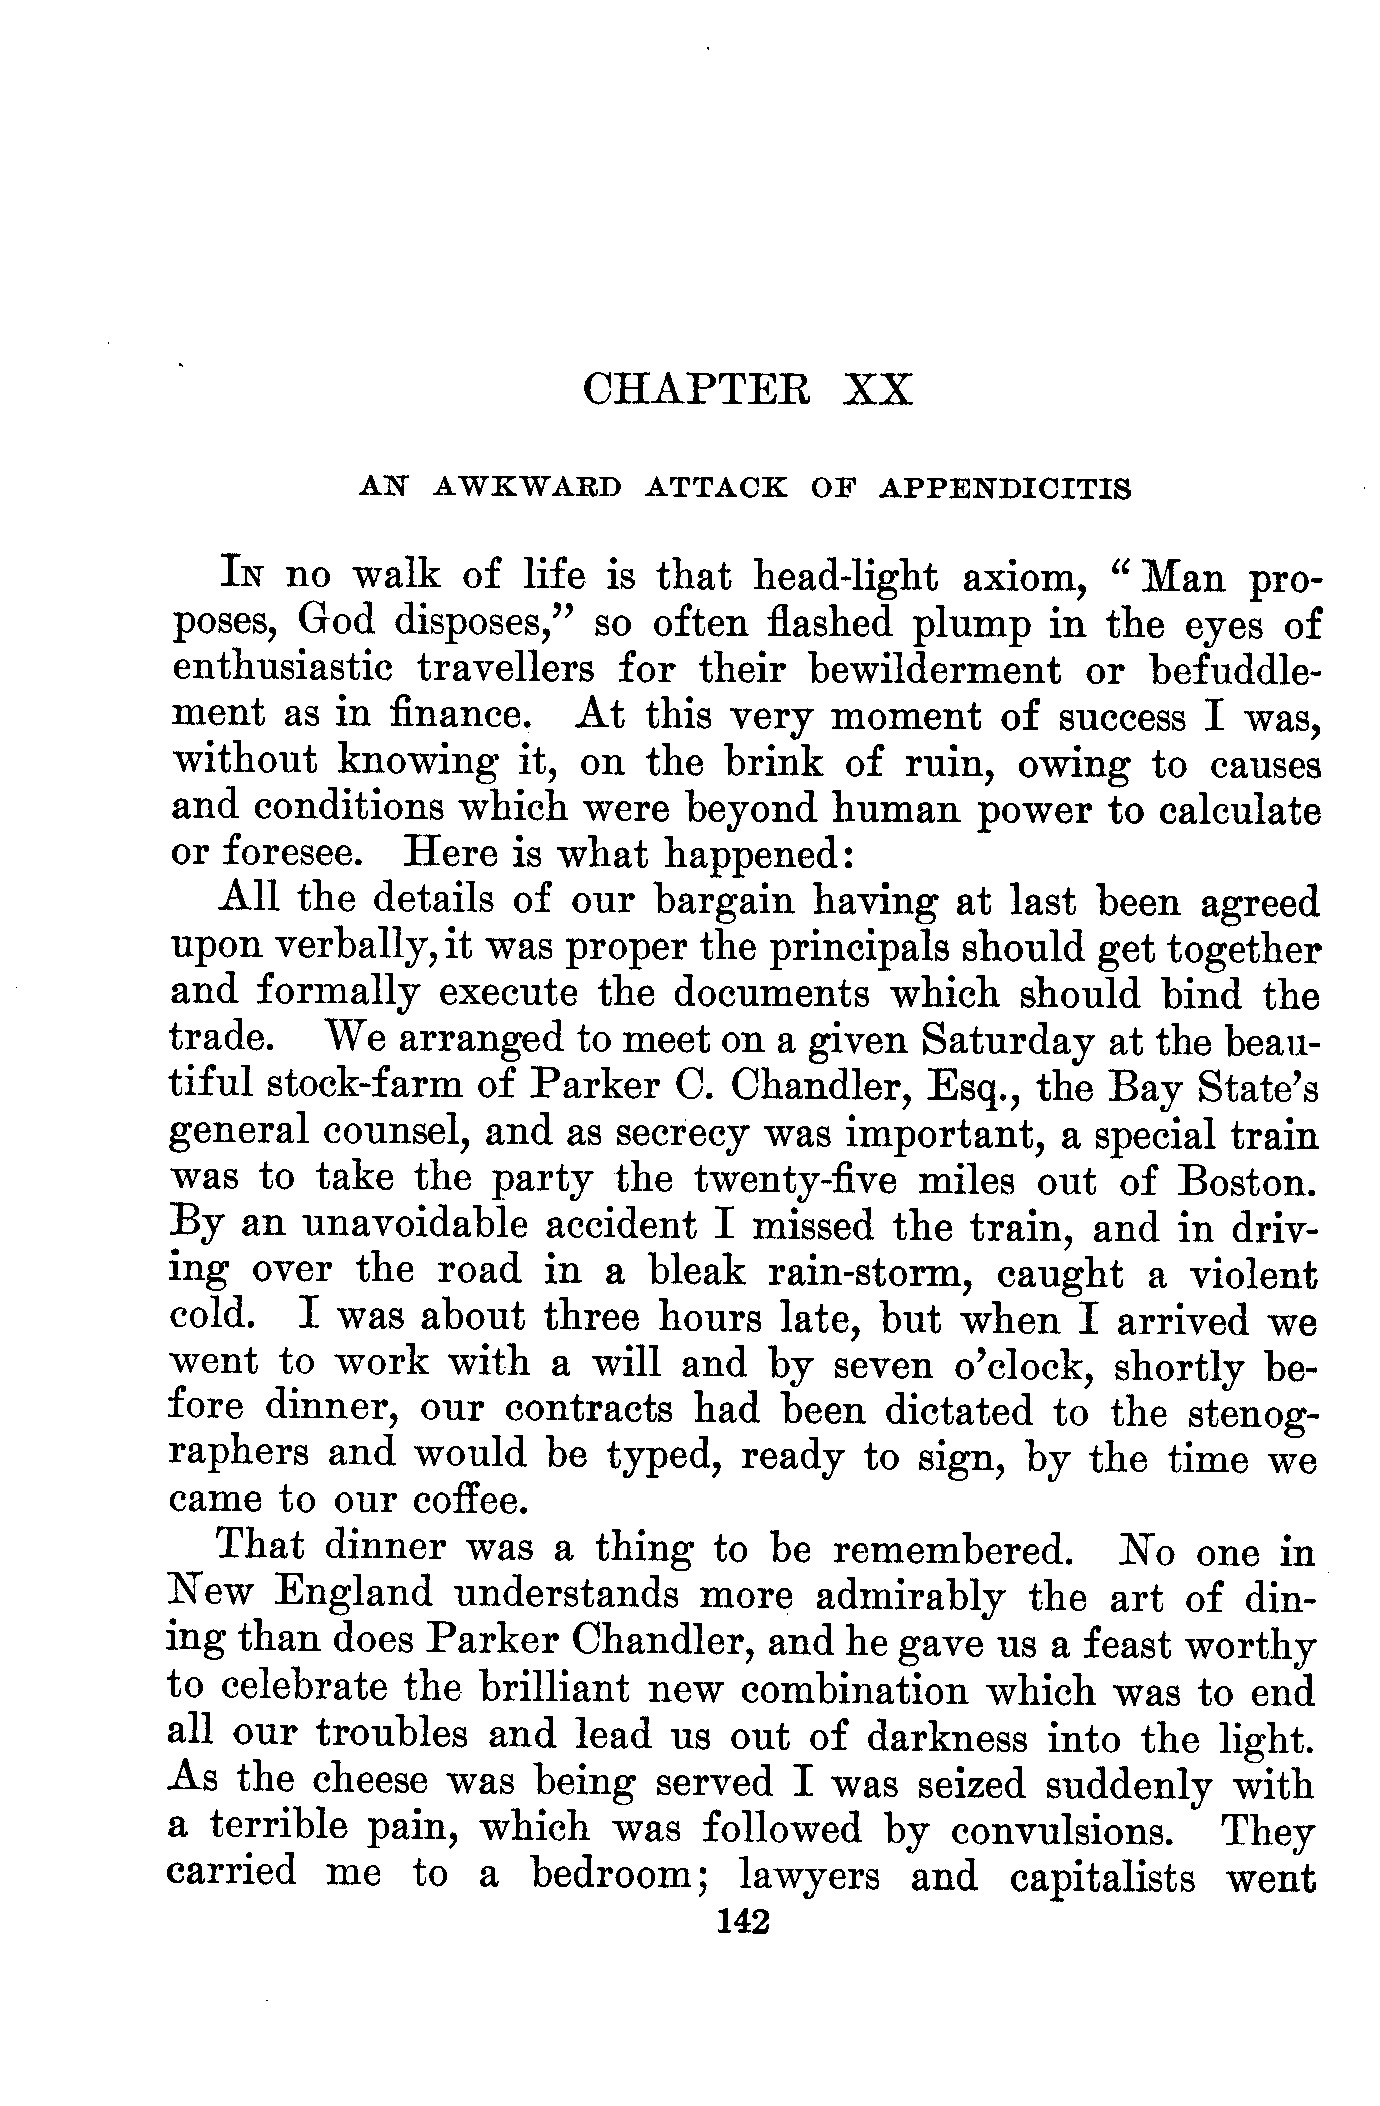 CHAPTER XX
AN AWKWARD ATTACK OF APPENDICITIS
IN no walk of life is that head-light axiom, “Man pro-
poses, God disposes,” so often flashed plump in the eyes of
enthusiastic travellers for their bewilderment or befuddle-
ment as in finance. At this very moment of success I was,
without knowing it, on the brink of ruin, owing to causes
and conditions which were beyond human power to calculate
or foresee. Here is what happened:
All the details of our bargain having at last been agreed
upon verbally, it was proper the principals should get together
and formally execute the documents which should bind the
trade. We arranged to meet on a given Saturday at the beau-
tiful stock-farm of Parker C. Chandler, Esq., the Bay State’s
general counsel, and as secrecy was important, a special train
was to take the party the twenty-five miles out of Boston.
By an unavoidable accident I missed the train, and in driv-
ing over the road in a bleak rain-storm, caught a violent
cold. I was about three hours late, but when I arrived we
went to work with a will and by seven o’clock, shortly be-
fore dinner, our contracts had been dictated to the stenog-
raphers and would be typed, ready to sign, by the time we
came to our coffee.
That dinner was a thing to be remembered. No one in
New England understands more admirably the art of din-
ing than does Parker Chandler, and he gave us a feast worthy
to celebrate the brilliant new combination which was to end
all our troubles and lead us out of darkness into the light.
As the cheese was being served I was seized suddenly with
a terrible pain, which was followed by convulsions. They
carried me to a bedroom; lawyers and capitalists went
142